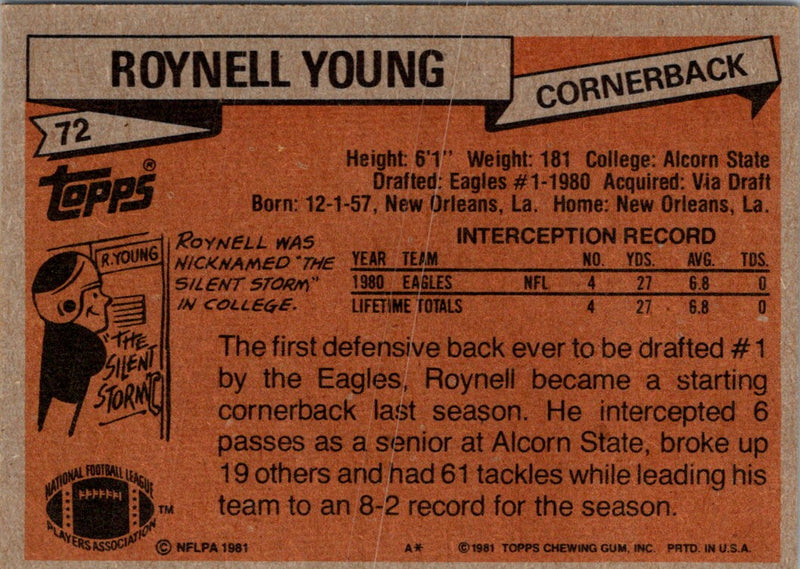 ROYNELL YOUNG
CORNERBACK
72
TOPPS®
Height: 6'1" Weight: 181 College: Alcorn State
Drafted: Eagles #1-1980 Acquired: Via Draft
Born: 12-1-57, New Orleans, La. Home: New Orleans, La.
R. YOUNG
"THE
SILENT
STORM"
ROYNELL WAS
NICKNAMED "THE
SILENT STORM"
IN COLLEGE.
INTERCEPTION RECORD
YEAR TEAM NO. YDS. AVG. TDS.
1980 EAGLES NFL 4 27 6.8 0
LIFETIME TOTALS 4 27 6.8 0
The first defensive back ever to be drafted #1
by the Eagles, Roynell became a starting
cornerback last season. He intercepted 6
passes as a senior at Alcorn State, broke up
19 others and had 61 tackles while leading his
team to an 8-2 record for the season.
NATIONAL FOOTBALL LEAGUE
PLAYERS ASSOCIATION
TM
© NFLPA 1981
A* © 1981 TOPPS CHEWING GUM, INC. PRTD. IN U.S.A.